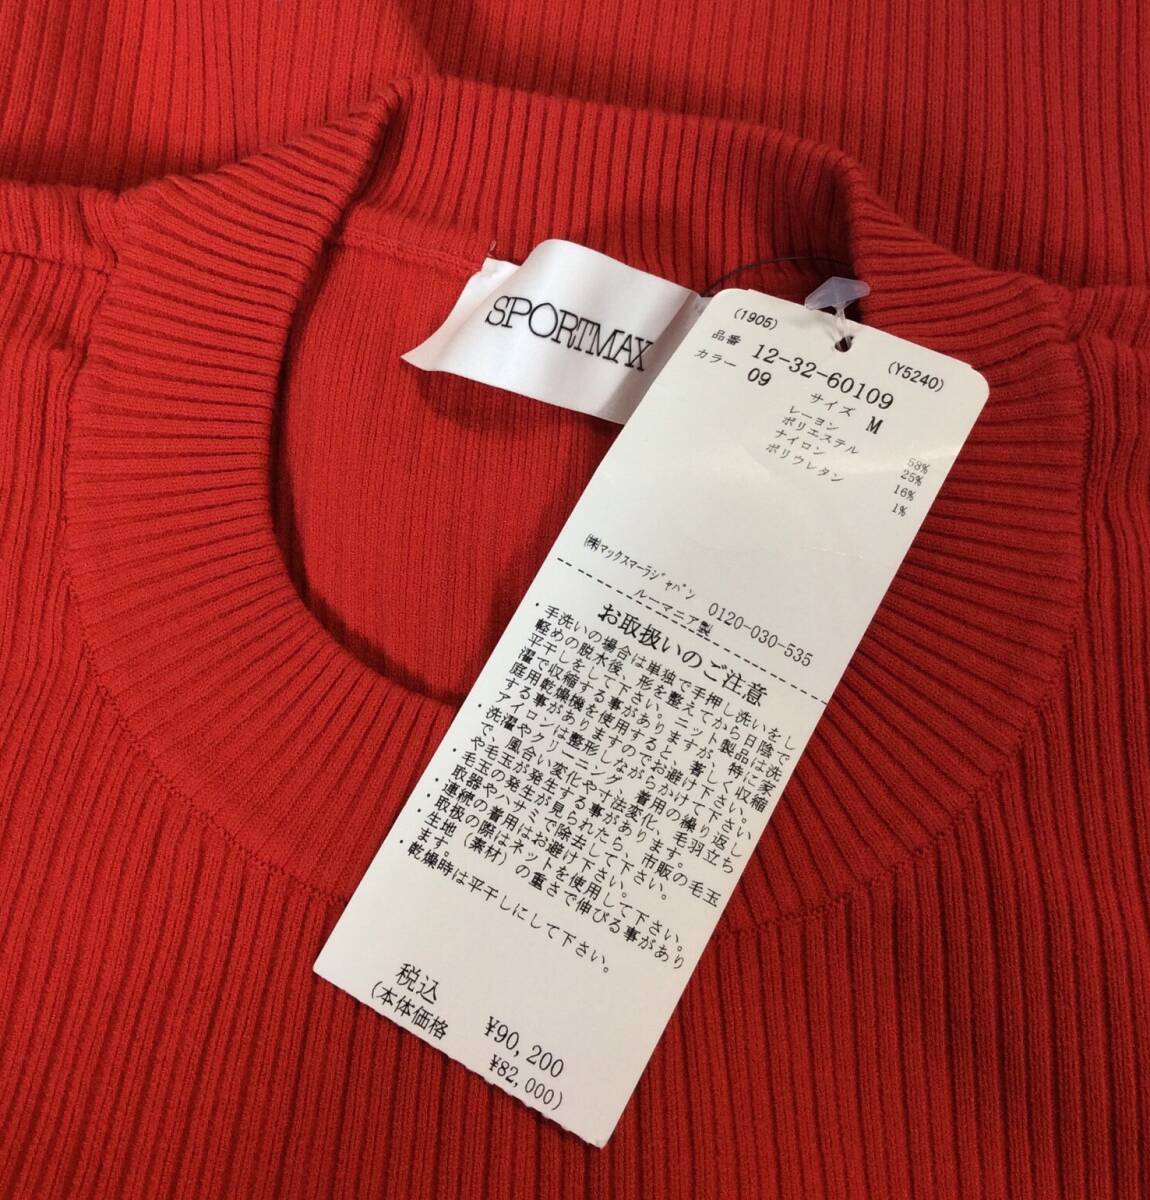 SPORTMAX
(1905)
(Y5240)
品番 12-32-60109
カラー 09 サイズ M
レーヨン 58%
ポリエステル 25%
ナイロン 16%
ポリウレタン 1%
㈱マックスマーラジャパン 0120-030-535
ルーマニア製
お取扱いのご注意
・手洗いの場合は単独で手押し洗いをし
軽めの脱水後、形を整えてから日陰で
平干しをして下さい。ニット製品は洗
濯で収縮する事がありますが、特に家
庭用乾燥機を使用すると、著しく収縮
する事がありますのでお避け下さい。
アイロンは整形しながらかけて下さい
・洗濯やクリーニング、着用の繰り返し
で、風合い変化や寸法変化、毛羽立ち
や毛玉が発生する事があります。
毛玉の発生が見られたら、市販の毛玉
取器やハサミで除去して下さい。
・連続の着用はお避け下さい。
・取扱の際はネットを使用して下さい。
生地（素材）の重さで伸びる事があり
ます。
・乾燥時は平干しにして下さい。
税込 ¥90,200
(本体価格 ¥82,000)